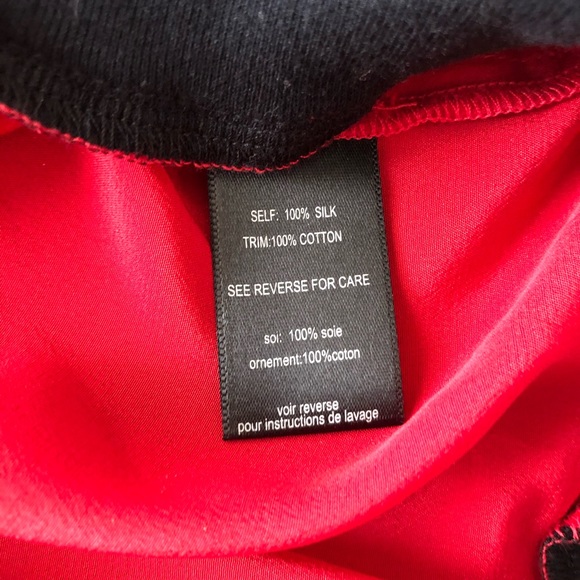 SELF: 100% SILK
TRIM:100% COTTON
SEE REVERSE FOR CARE
soi: 100% soie
ornement:100%coton
voir reverse
pour instructions de lavage